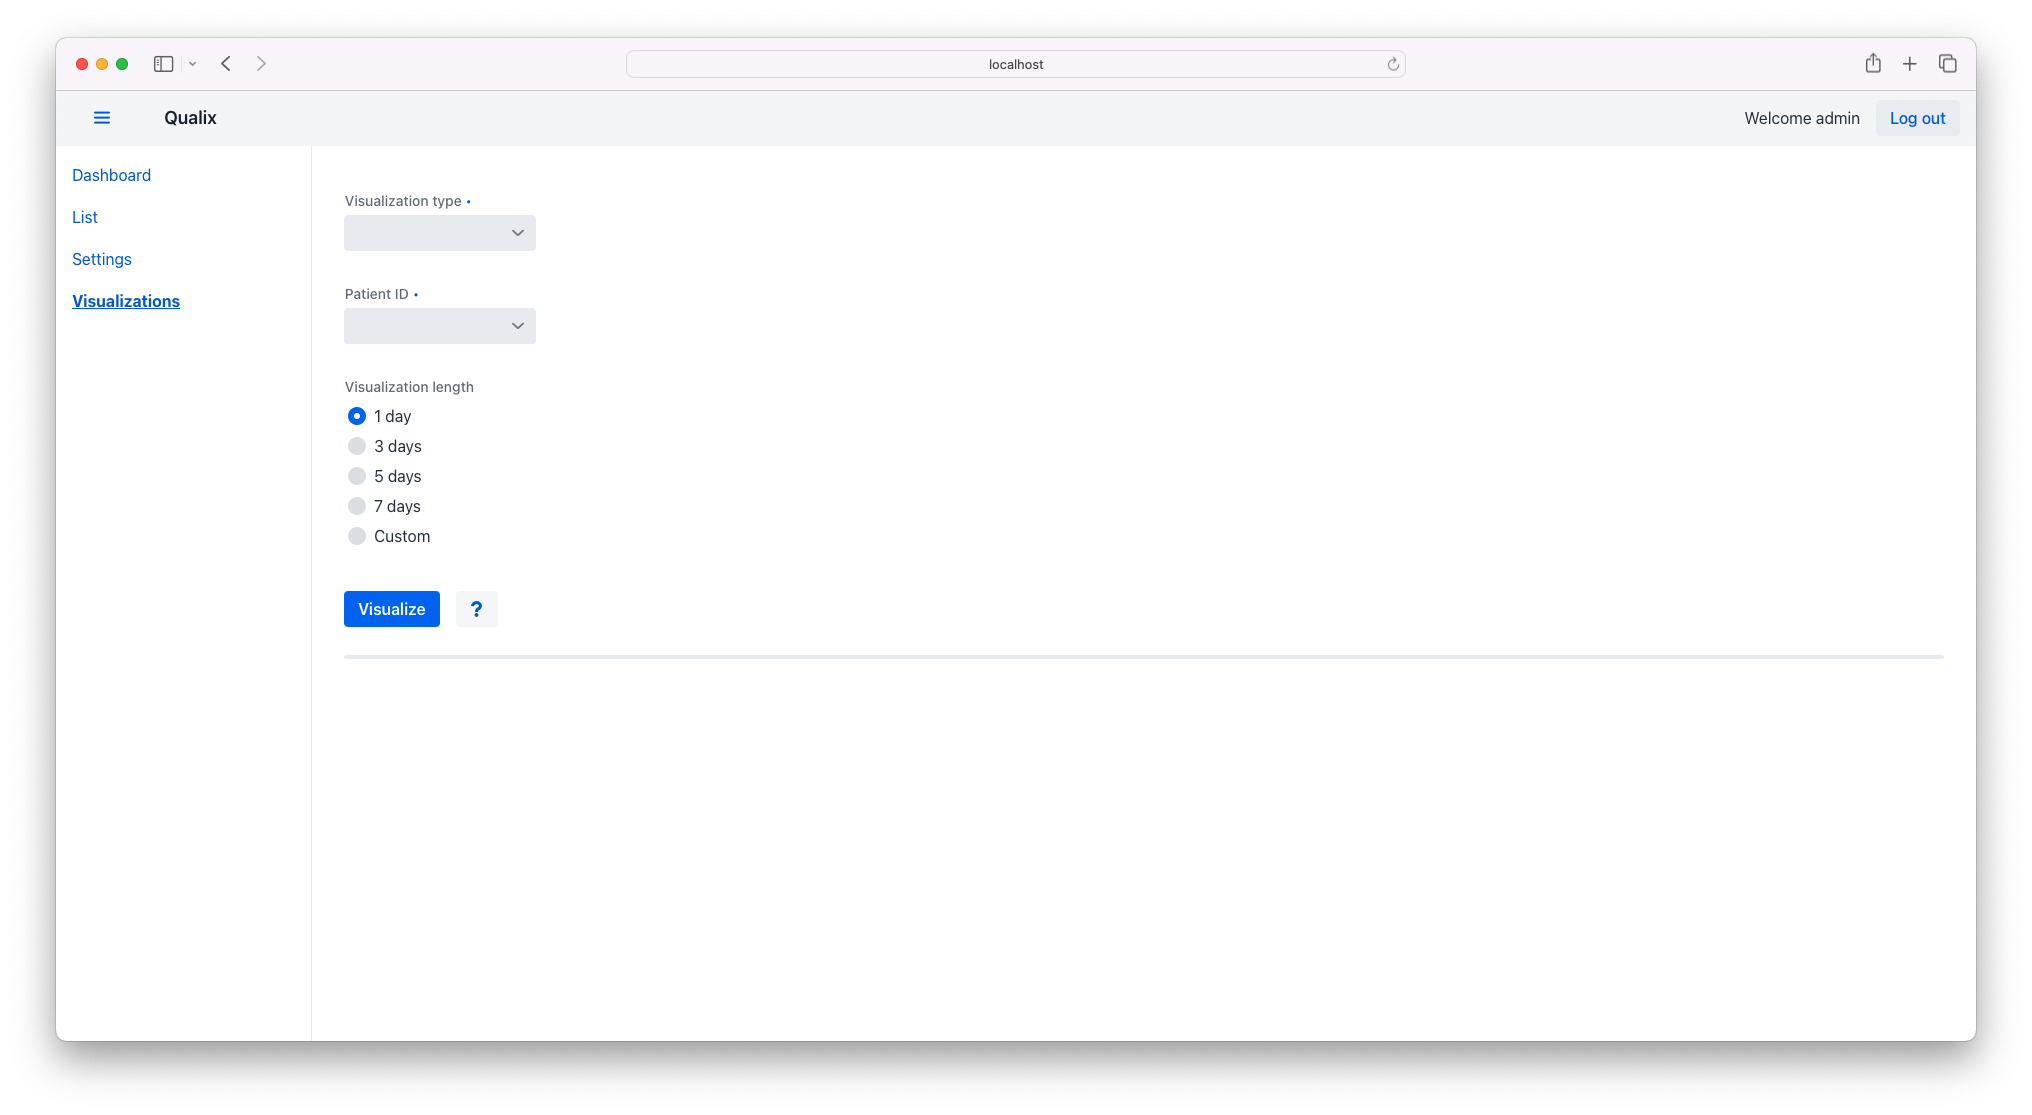 localhost
Qualix
Welcome admin
Log out
Dashboard
List
Settings
Visualizations
Visualization type •
Patient ID •
Visualization length
1 day
3 days
5 days
7 days
Custom
Visualize
?